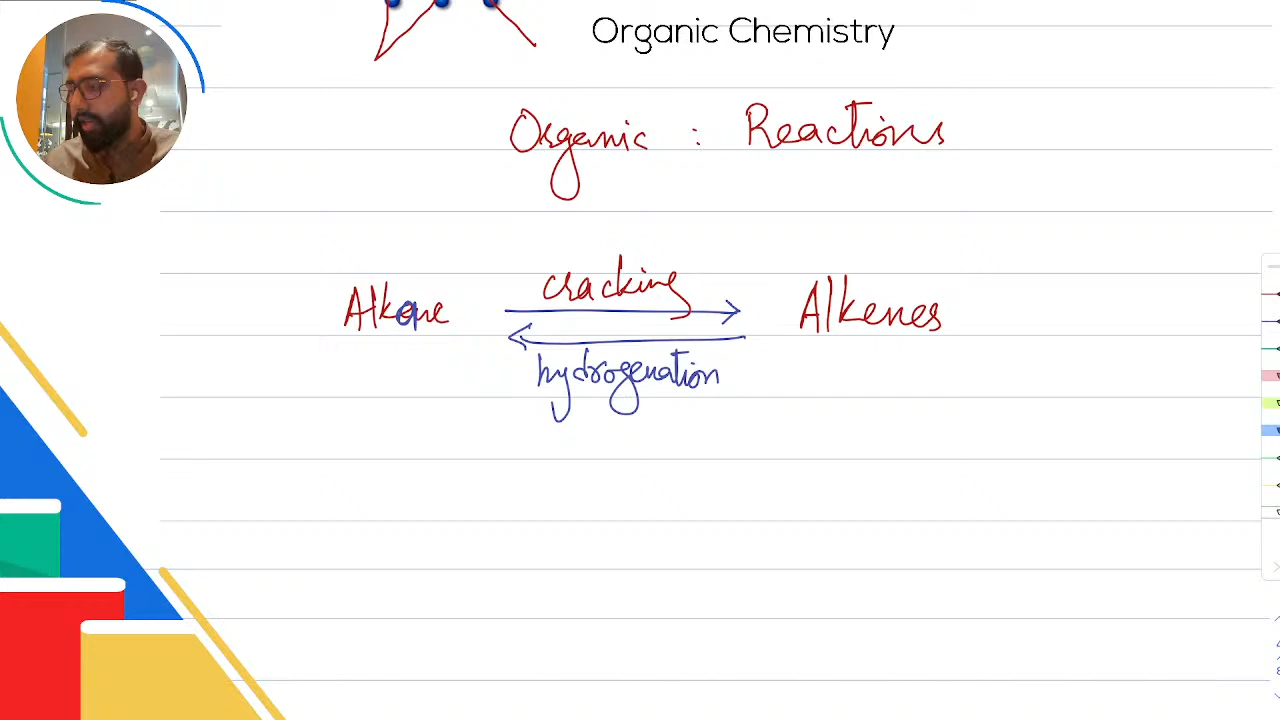 Organic Chemistry
Organic : Reactions
Alkane cracking Alkenes
hydrogenation